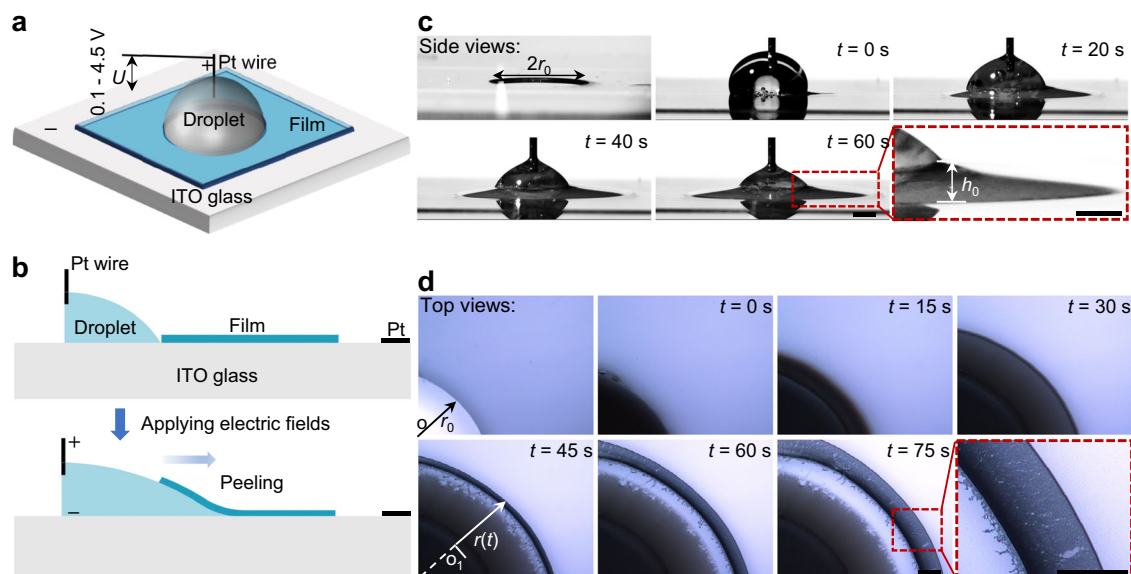 a
0.1 - 4.5 V
U
+
Pt wire
Droplet
Film
–
ITO glass
b
Pt wire
Droplet
Film
Pt
ITO glass
Applying electric fields
+
Peeling
–
c
Side views:
2r₀
t = 0 s
t = 20 s
t = 40 s
t = 60 s
h₀
d
Top views:
o
r₀
t = 0 s
t = 15 s
t = 30 s
t = 45 s
o₁
r(t)
t = 60 s
t = 75 s